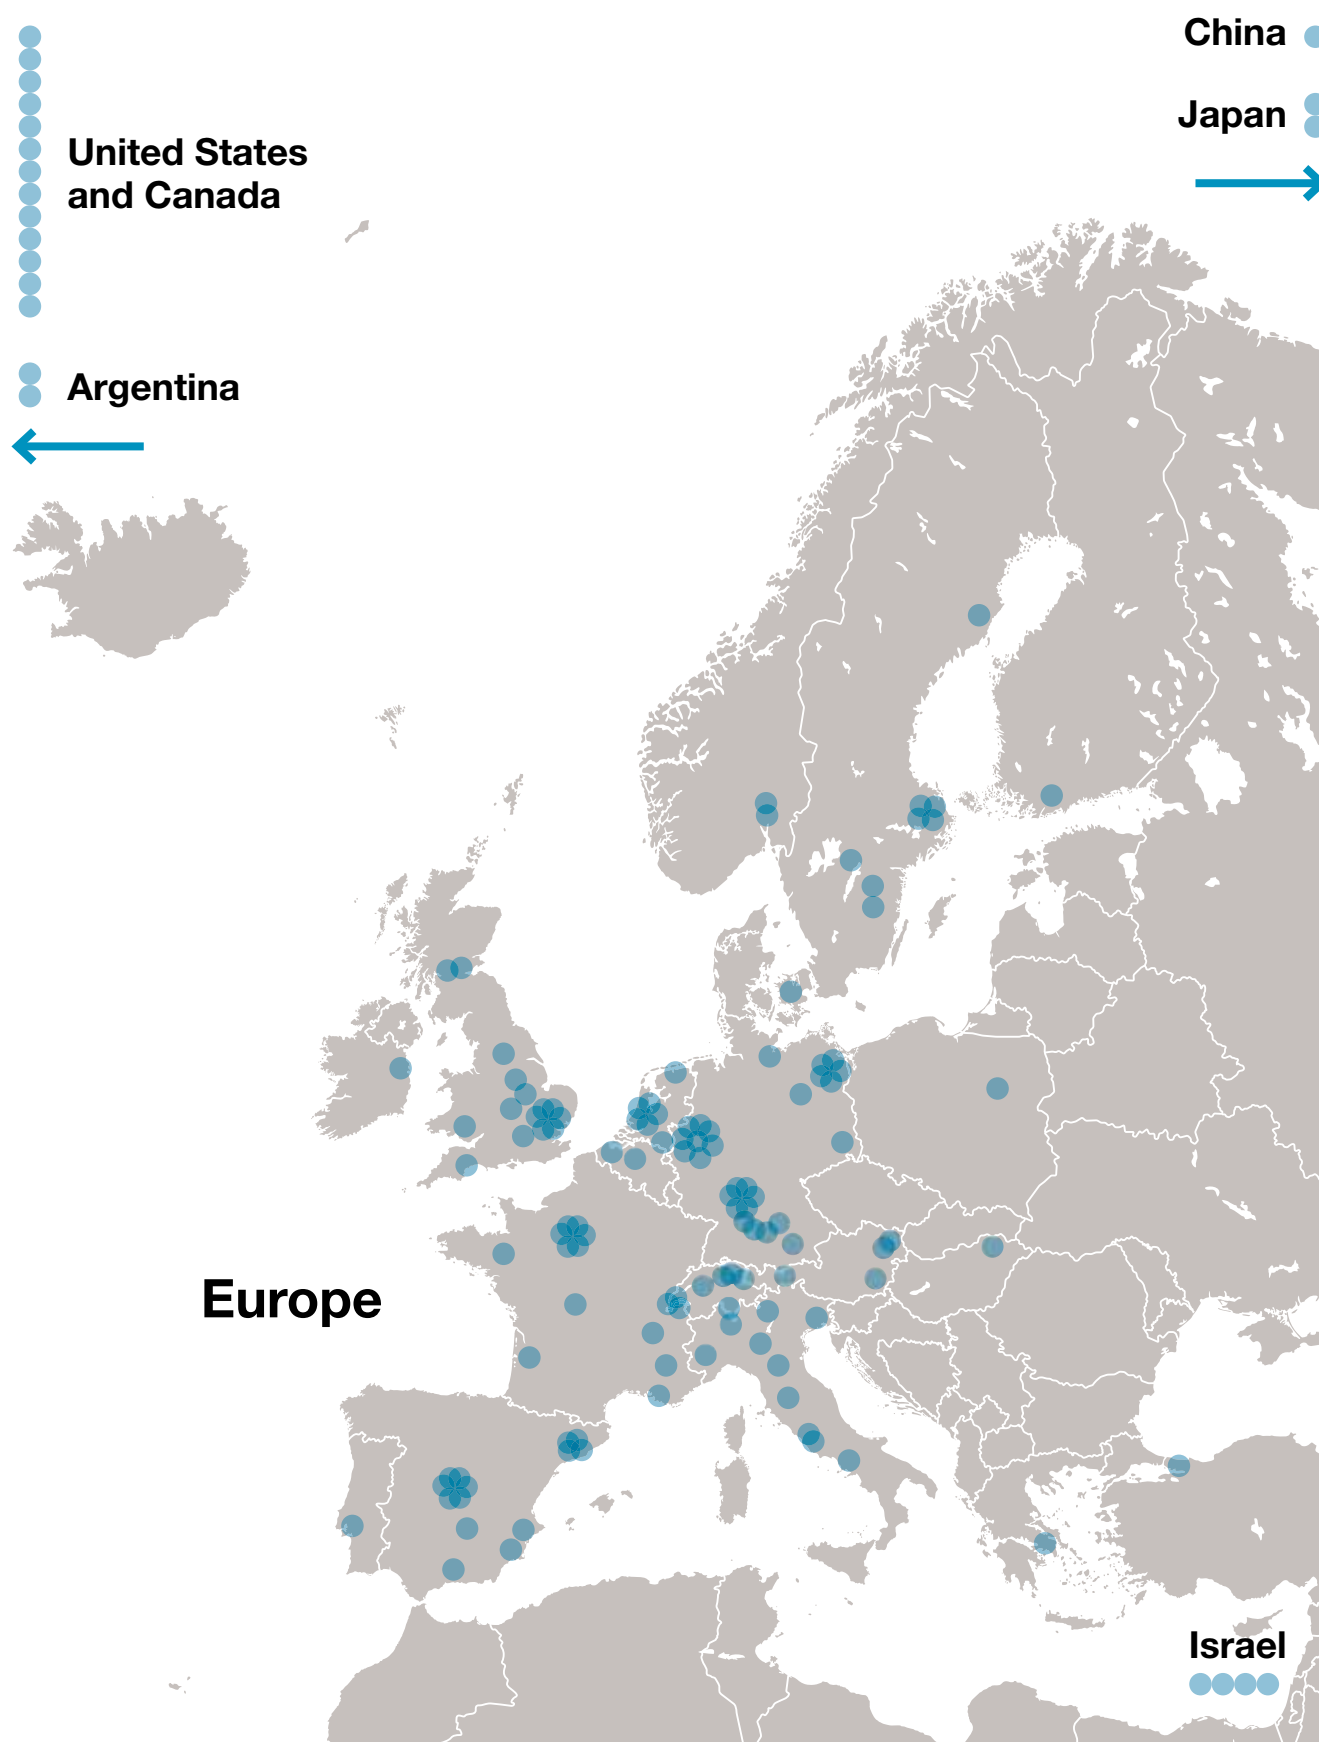 China
Japan
United States
and Canada
Argentina
Europe
Israel